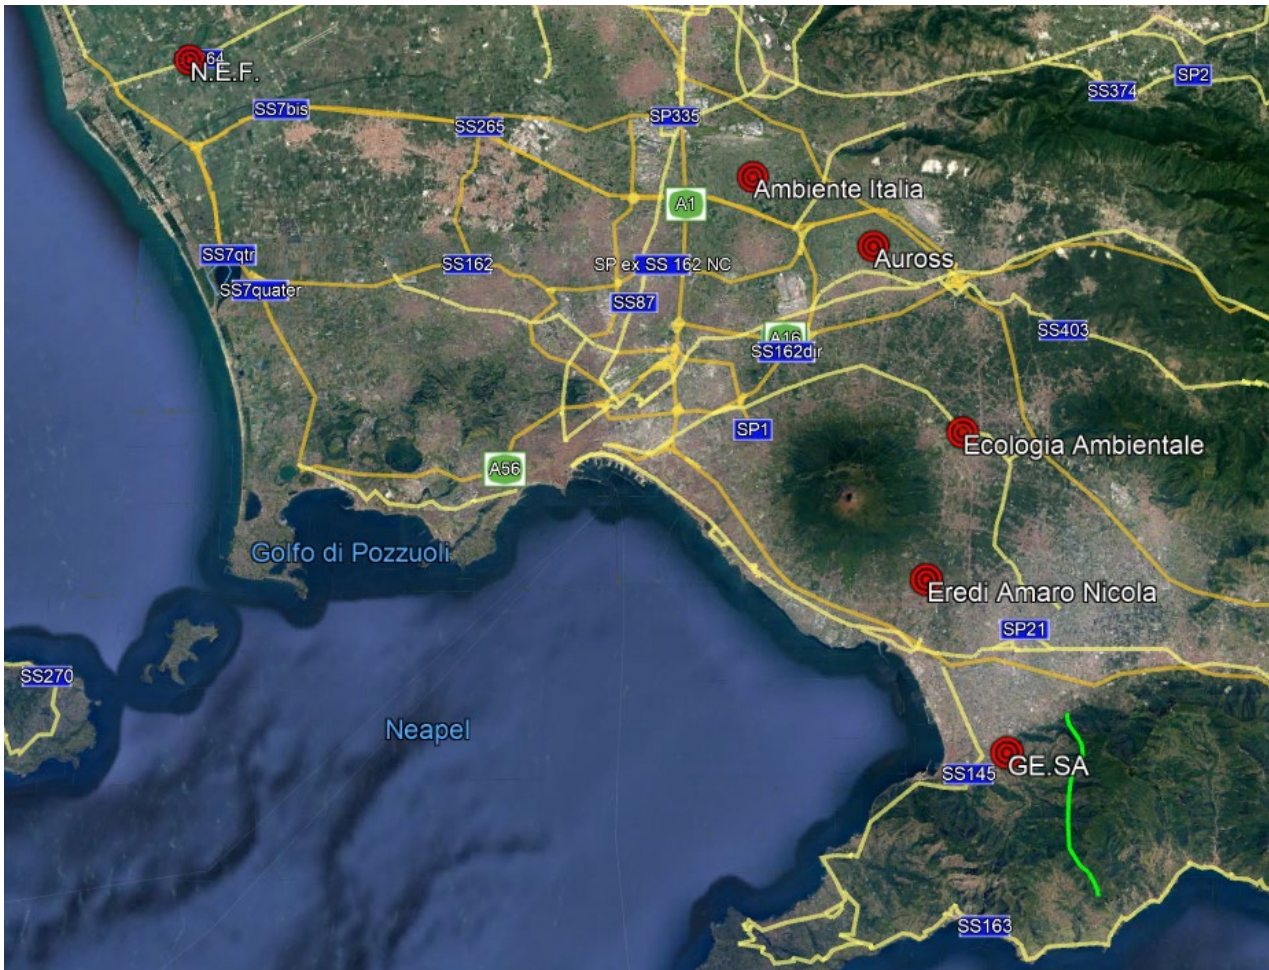 64
N.E.F.
SP2
SS374
SS7bis
SP335
SS265
Ambiente Italia
A1
SS7qtr
Auross
SS162
SP ex SS 162 NC
SS7quater
SS87
SS403
A16
SS162dir
SP1
Ecologia Ambientale
A56
Golfo di Pozzuoli
Eredi Amaro Nicola
SP21
SS270
Neapel
GE.SA
SS145
SS163